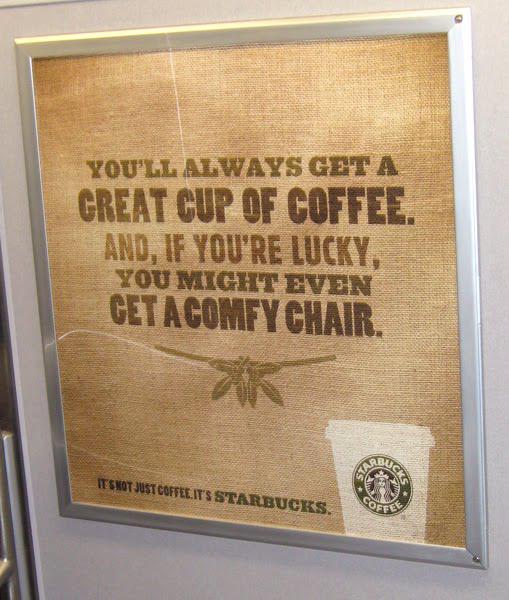 YOU'LL ALWAYS GET A
GREAT CUP OF COFFEE.
AND, IF YOU'RE LUCKY,
YOU MIGHT EVEN
GET A COMFY CHAIR.
IT'S NOT JUST COFFEE. IT'S STARBUCKS.
STARBUCKS
COFFEE